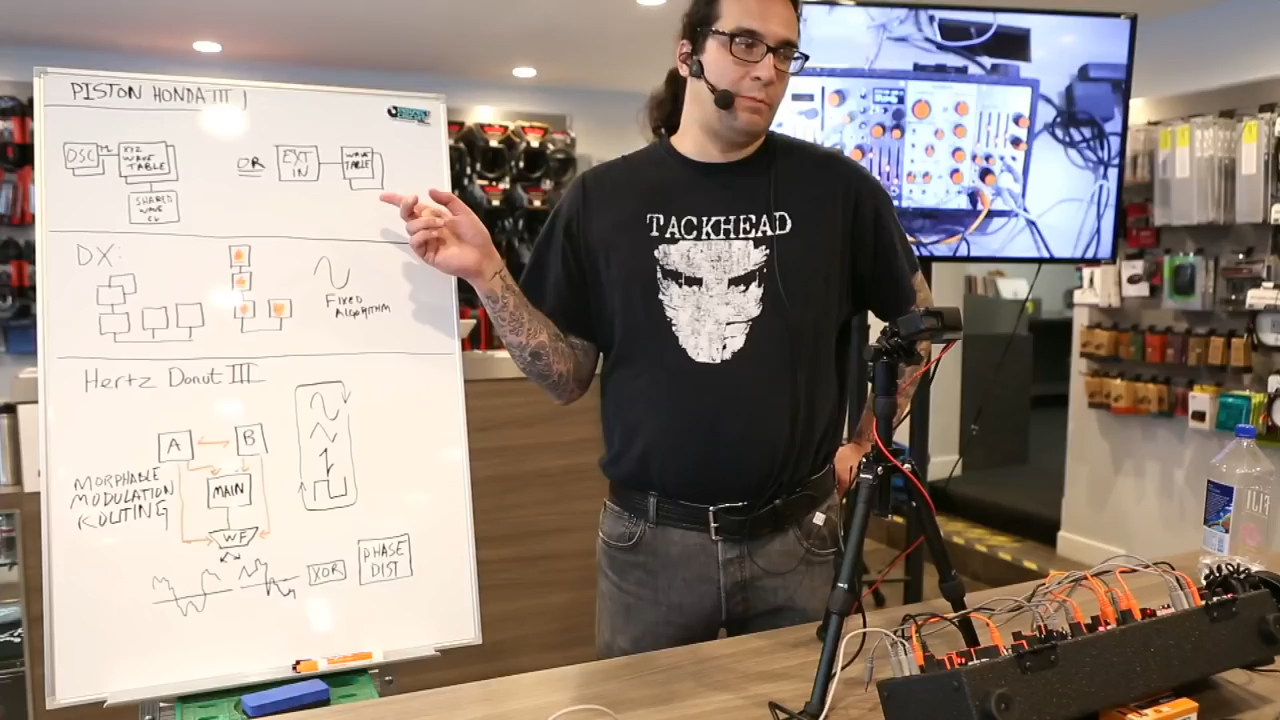 PISTON HONDA III
OSC
XYZ
WAVE
TABLE
SHARED
WAVE
OR
EXT
IN
WAVE
TABLE
DX:
FIXED
ALGORITHM
Hertz Donut III
A
B
MAIN
WF
MORPHABLE
MODULATION
ROUTING
XOR
PHASE
DIST
TACKHEAD
FIJI